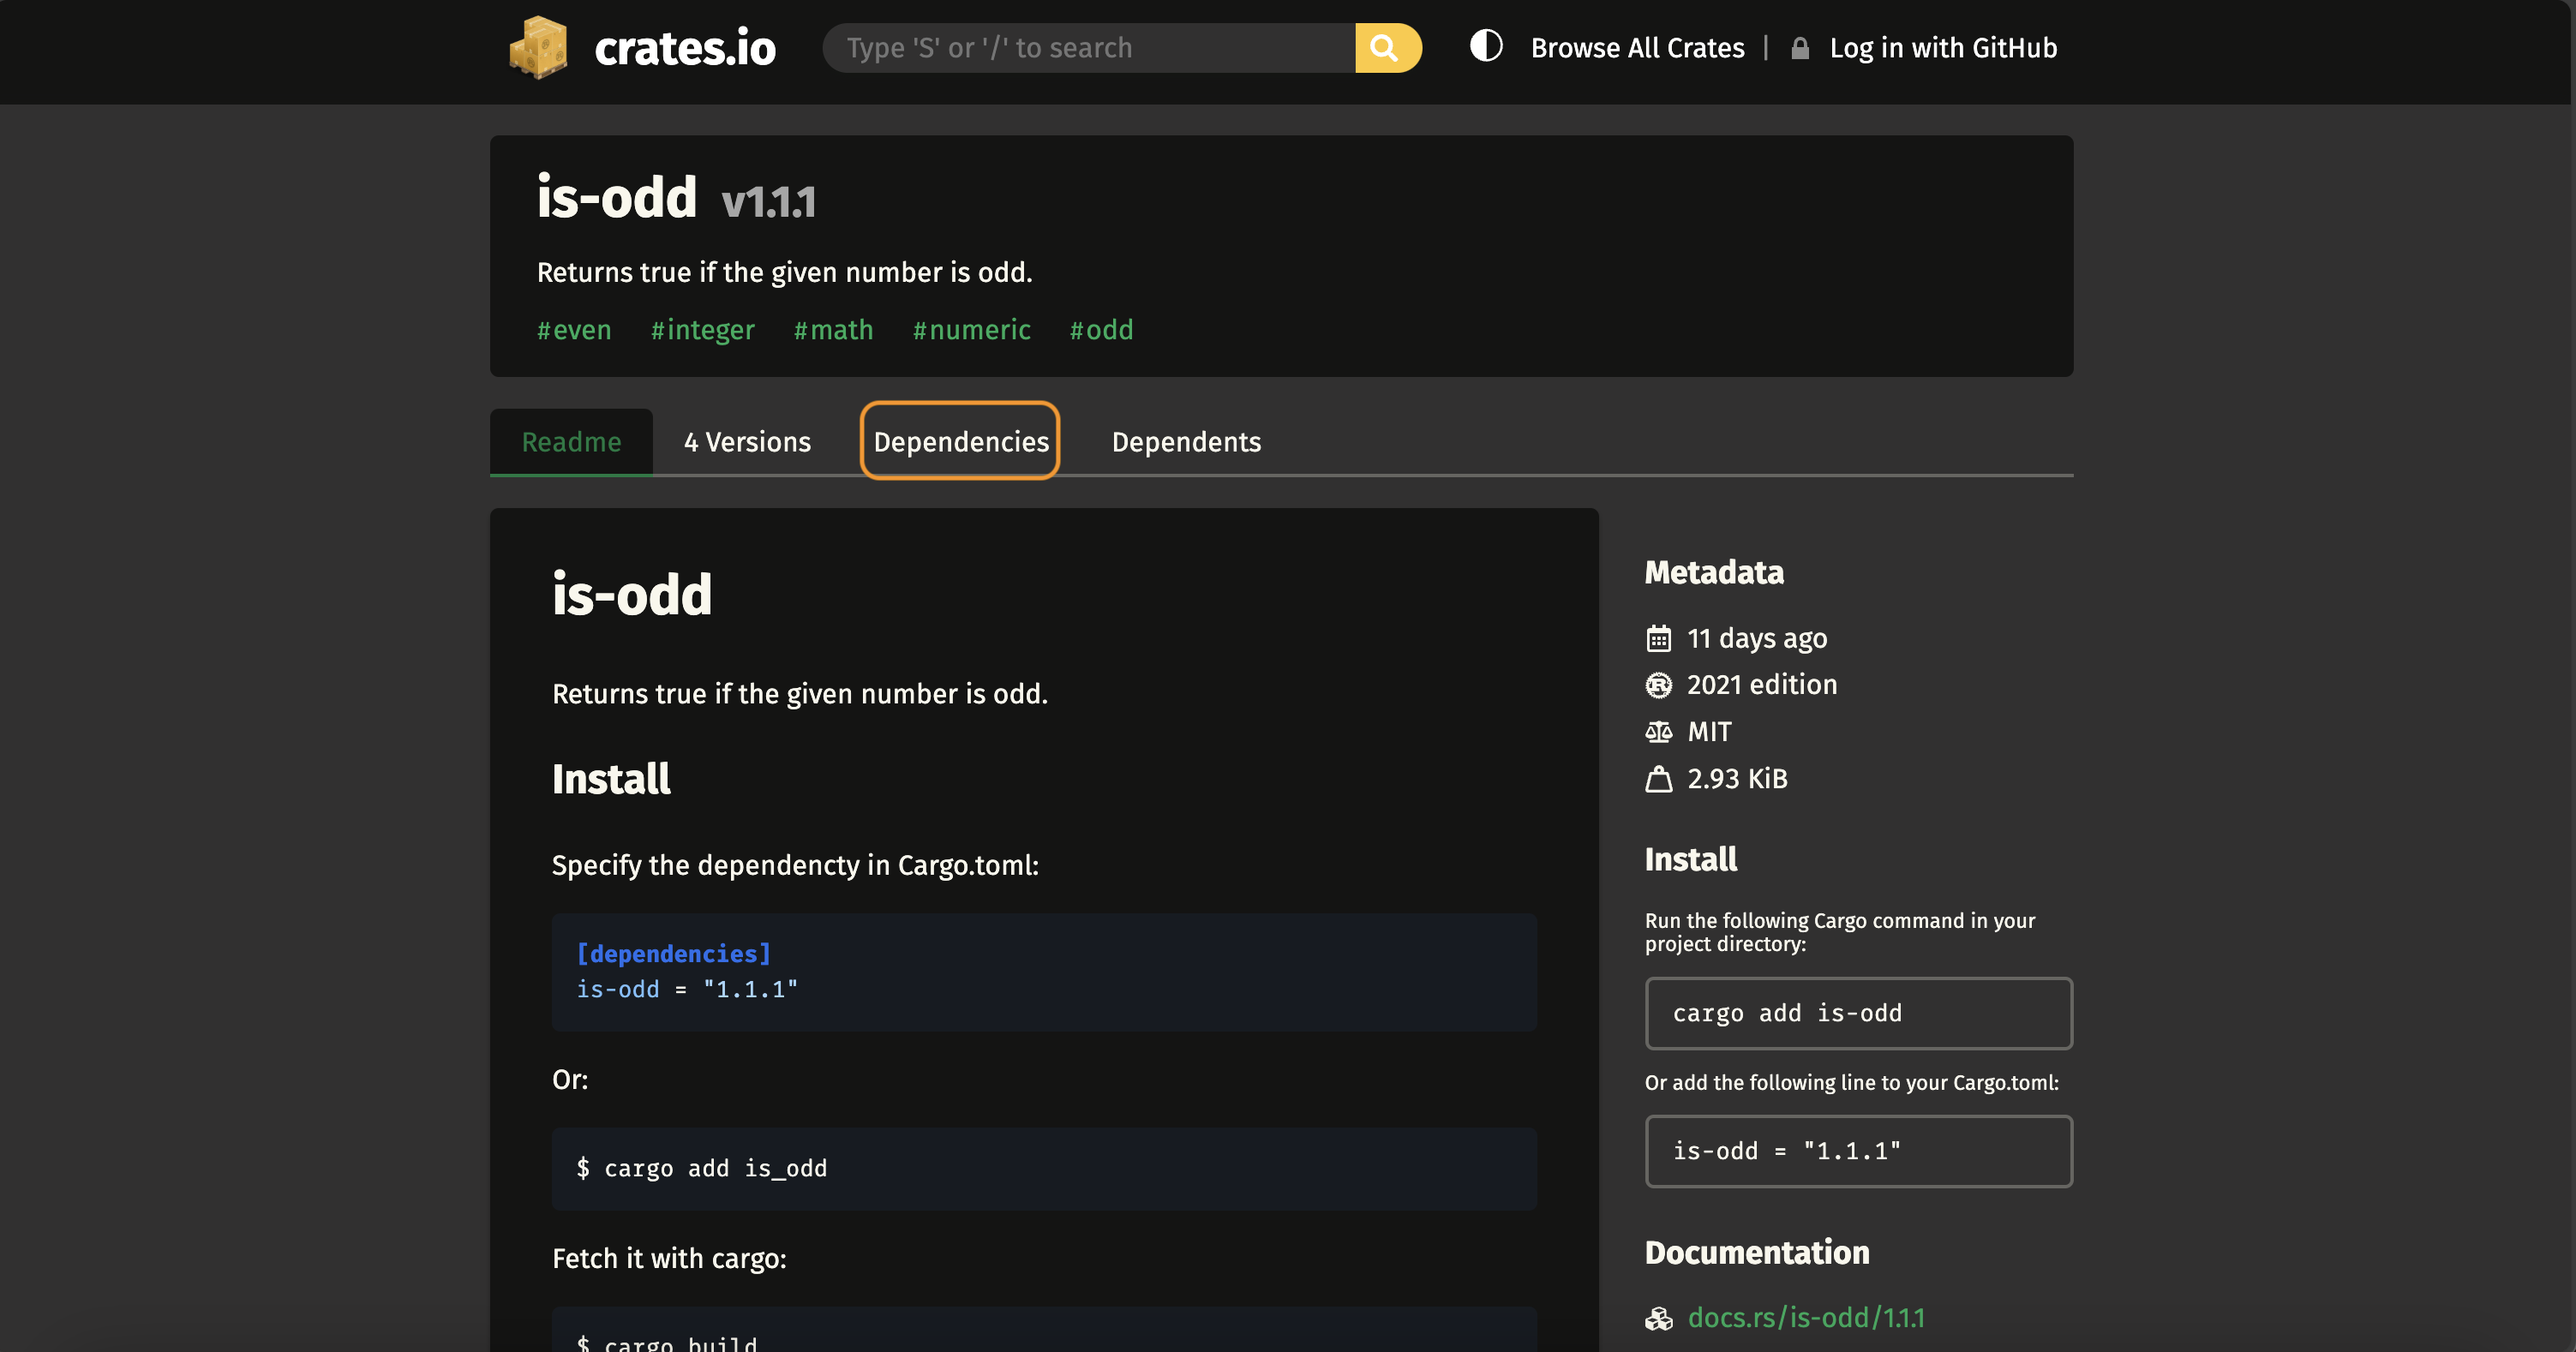 crates.io
Type 'S' or '/' to search
Browse All Crates | Log in with GitHub
is-odd v1.1.1
Returns true if the given number is odd.
#even #integer #math #numeric #odd
Readme 4 Versions Dependencies Dependents
is-odd
Returns true if the given number is odd.
Install
Specify the dependencty in Cargo.toml:
[dependencies]
is-odd = "1.1.1"
Or:
$ cargo add is_odd
Fetch it with cargo:
$ cargo build
Metadata
11 days ago
2021 edition
MIT
2.93 KiB
Install
Run the following Cargo command in your
project directory:
cargo add is-odd
Or add the following line to your Cargo.toml:
is-odd = "1.1.1"
Documentation
docs.rs/is-odd/1.1.1